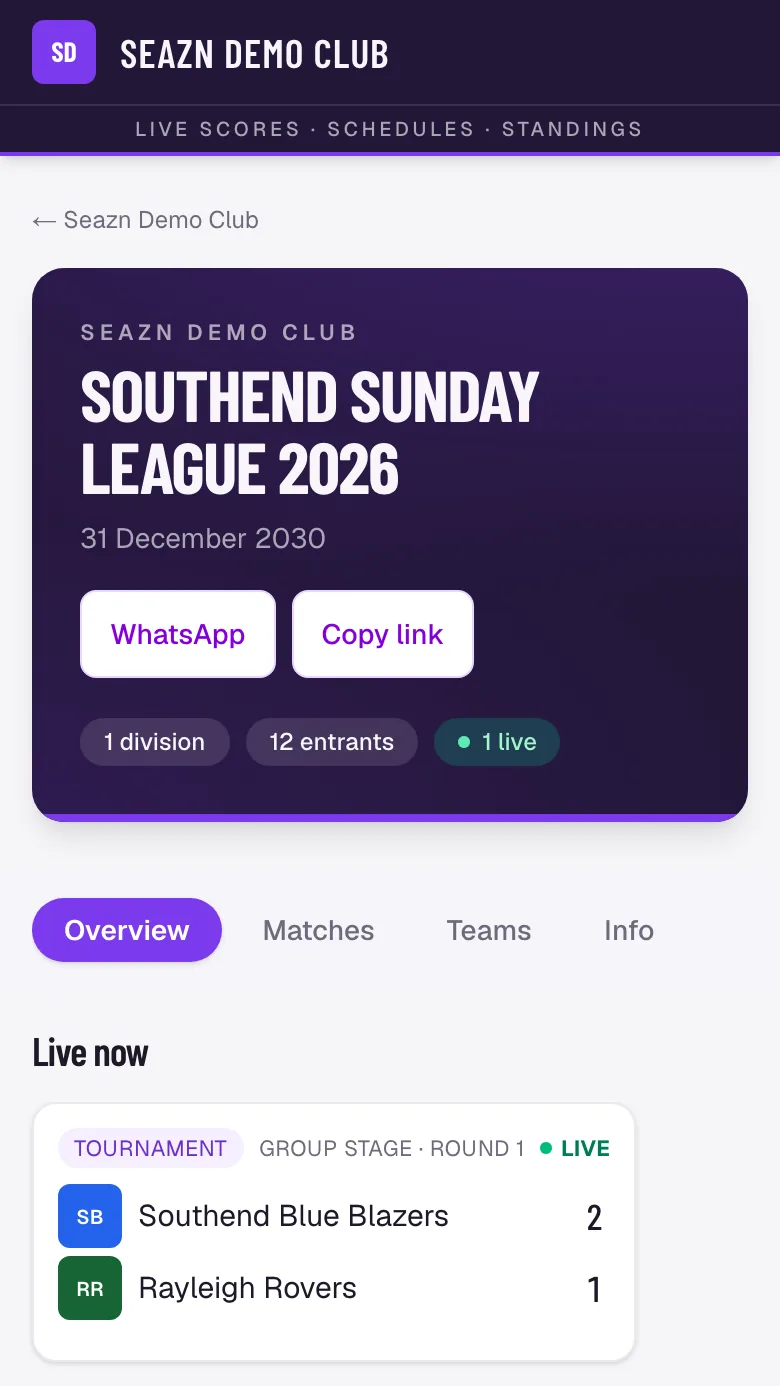 SD
SEAZN DEMO CLUB
LIVE SCORES · SCHEDULES · STANDINGS
← Seazn Demo Club
SEAZN DEMO CLUB
SOUTHEND SUNDAY
LEAGUE 2026
31 December 2030
WhatsApp Copy link
1 division 12 entrants 1 live
Overview Matches Teams Info
Live now
TOURNAMENT GROUP STAGE · ROUND 1 LIVE
SB Southend Blue Blazers 2
RR Rayleigh Rovers 1